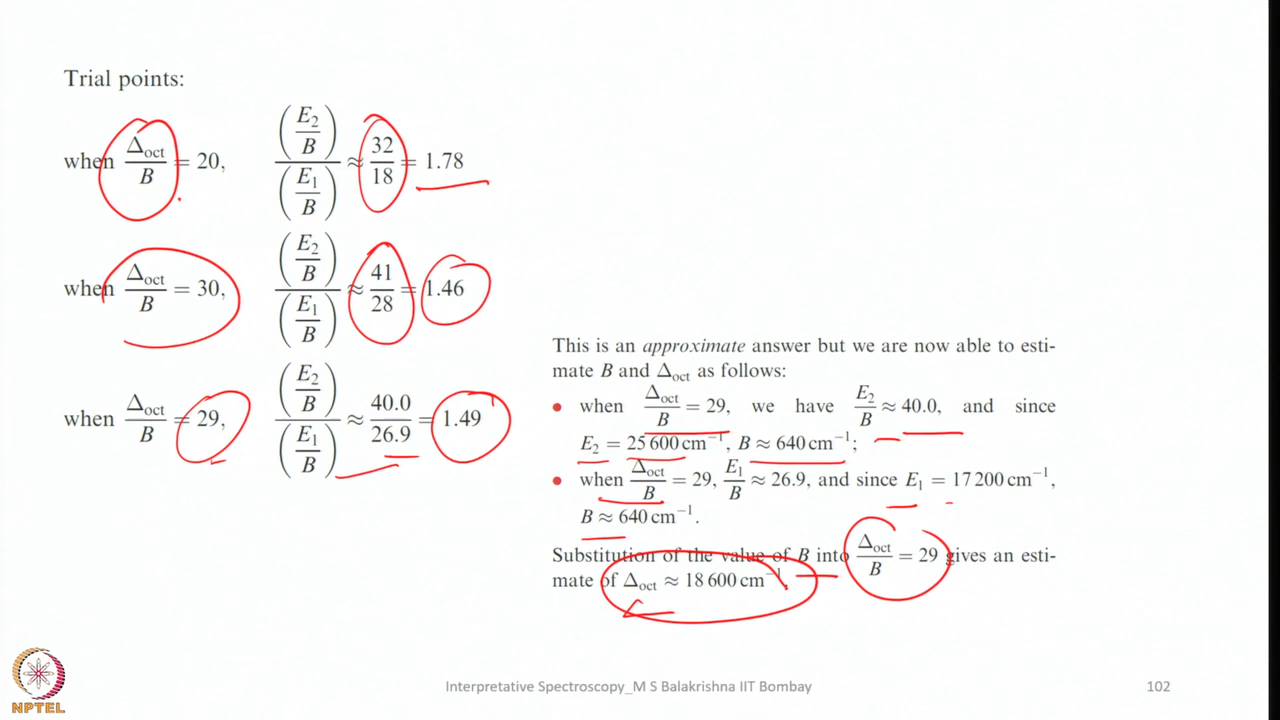 Trial points:
when Δoct/B = 20, (E2/B)/(E1/B) ≈ 32/18 = 1.78
when Δoct/B = 30, (E2/B)/(E1/B) ≈ 41/28 = 1.46
when Δoct/B = 29, (E2/B)/(E1/B) ≈ 40.0/26.9 = 1.49
This is an approximate answer but we are now able to esti-
mate B and Δoct as follows:
• when Δoct/B = 29, we have E2/B ≈ 40.0, and since
E2 = 25 600 cm⁻¹, B ≈ 640 cm⁻¹;
• when Δoct/B = 29, E1/B ≈ 26.9, and since E1 = 17 200 cm⁻¹,
B ≈ 640 cm⁻¹.
Substitution of the value of B into Δoct/B = 29 gives an esti-
mate of Δoct ≈ 18 600 cm⁻¹.
NPTEL
Interpretative Spectroscopy_M S Balakrishna IIT Bombay
102